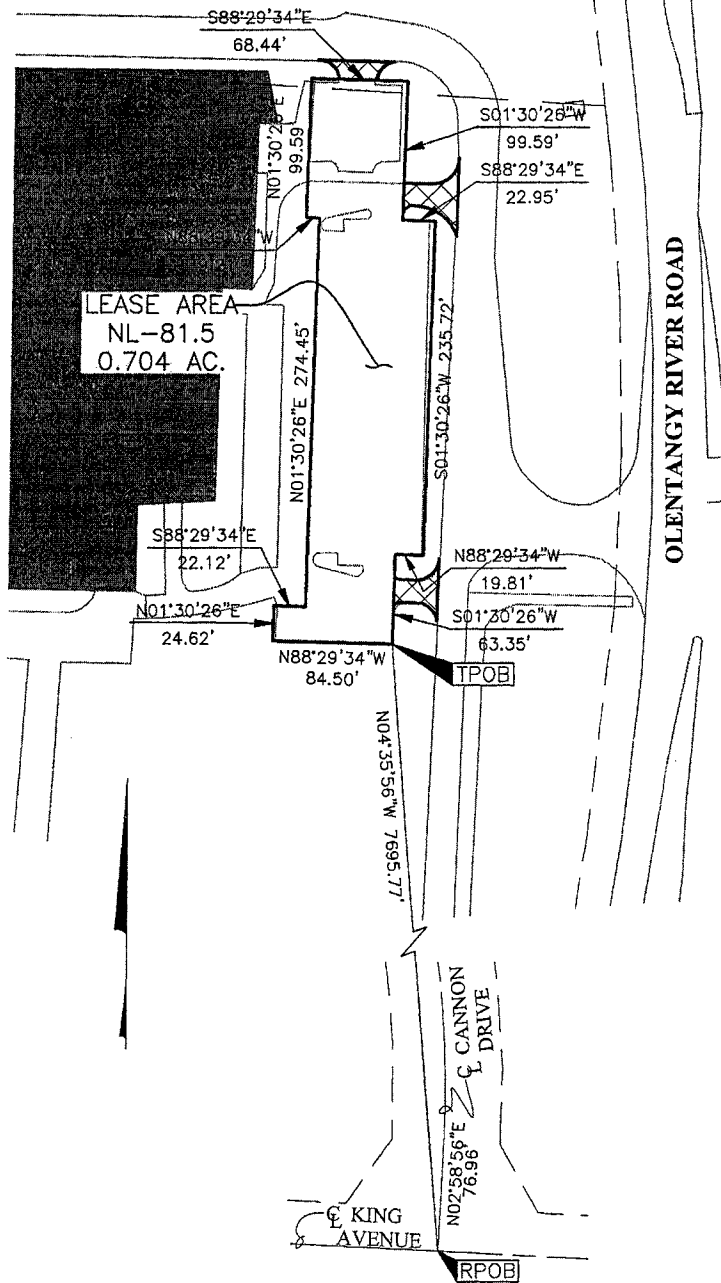 S88°29'34"E
68.44'
N01°30'26"E
99.59
S01°30'26"W
99.59'
S88°29'34"E
22.95'
"W
LEASE AREA
NL-81.5
0.704 AC.
N01°30'26"E 274.45'
S01°30'26"W 235.72'
OLENTANGY RIVER ROAD
S88°29'34"E
22.12'
N88°29'34"W
19.81'
N01°30'26"E
24.62'
S01°30'26"W
63.35'
N88°29'34"W
84.50'
TPOB
N04°35'56"W 7695.77'
℄ CANNON
DRIVE
N02°58'56"E
76.96'
℄ KING
AVENUE
RPOB